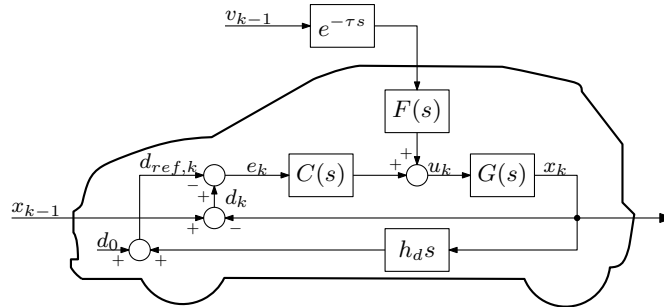 v_{k-1}
e^{-τs}
F(s)
d_{ref,k}
+
+
−
e_k
C(s)
+
u_k
G(s)
x_k
x_{k-1}
+
d_k
−
d_0
+
+
h_d s